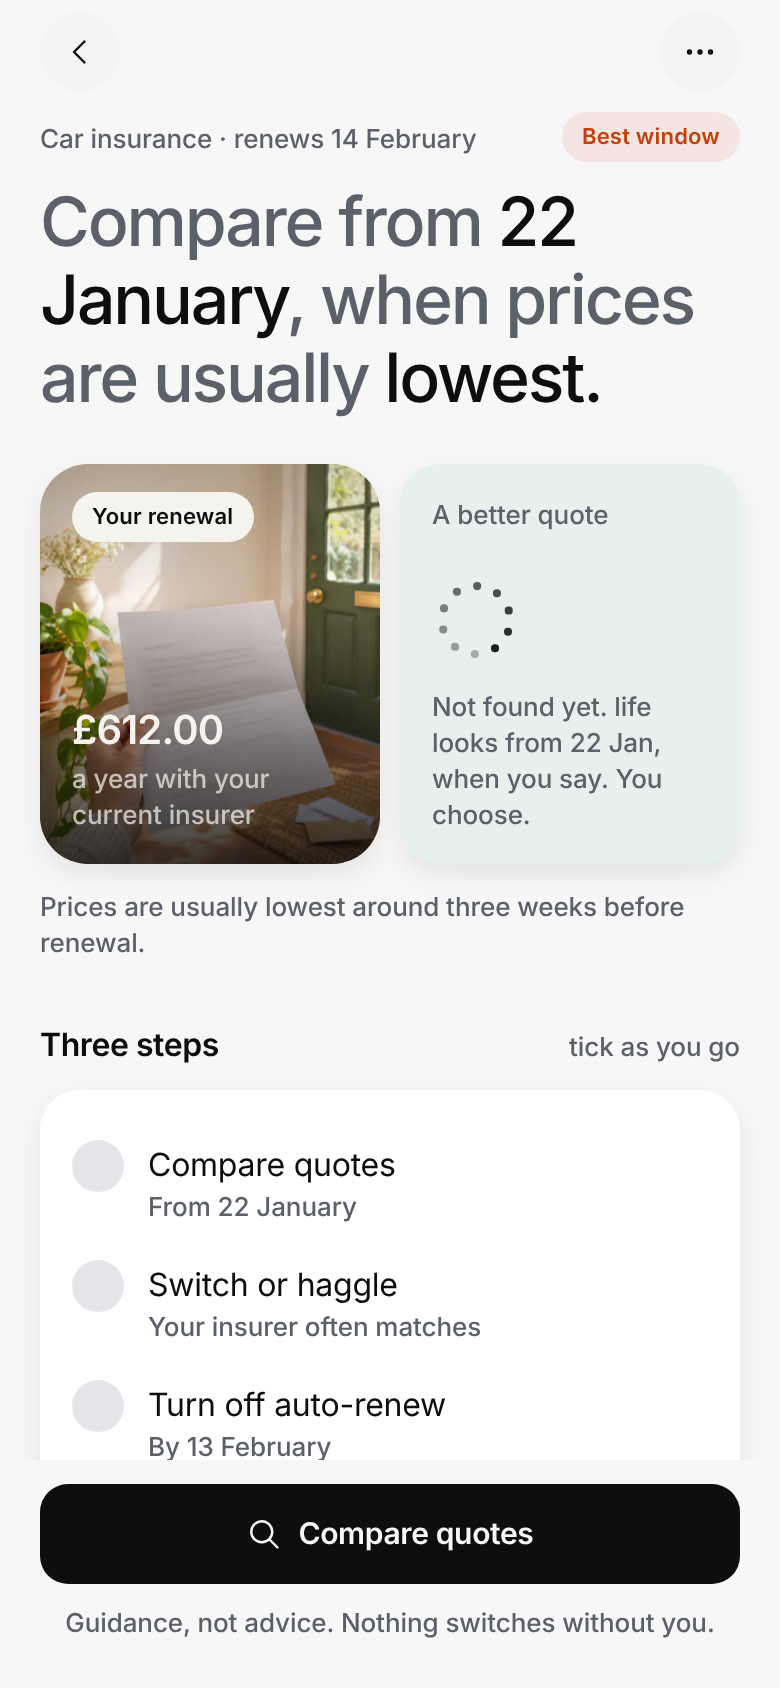 Car insurance · renews 14 February
Best window
Compare from 22
January, when prices
are usually lowest.
Your renewal
£612.00
a year with your
current insurer
A better quote
Not found yet. life
looks from 22 Jan,
when you say. You
choose.
Prices are usually lowest around three weeks before
renewal.
Three steps
tick as you go
Compare quotes
From 22 January
Switch or haggle
Your insurer often matches
Turn off auto-renew
By 13 February
Compare quotes
Guidance, not advice. Nothing switches without you.